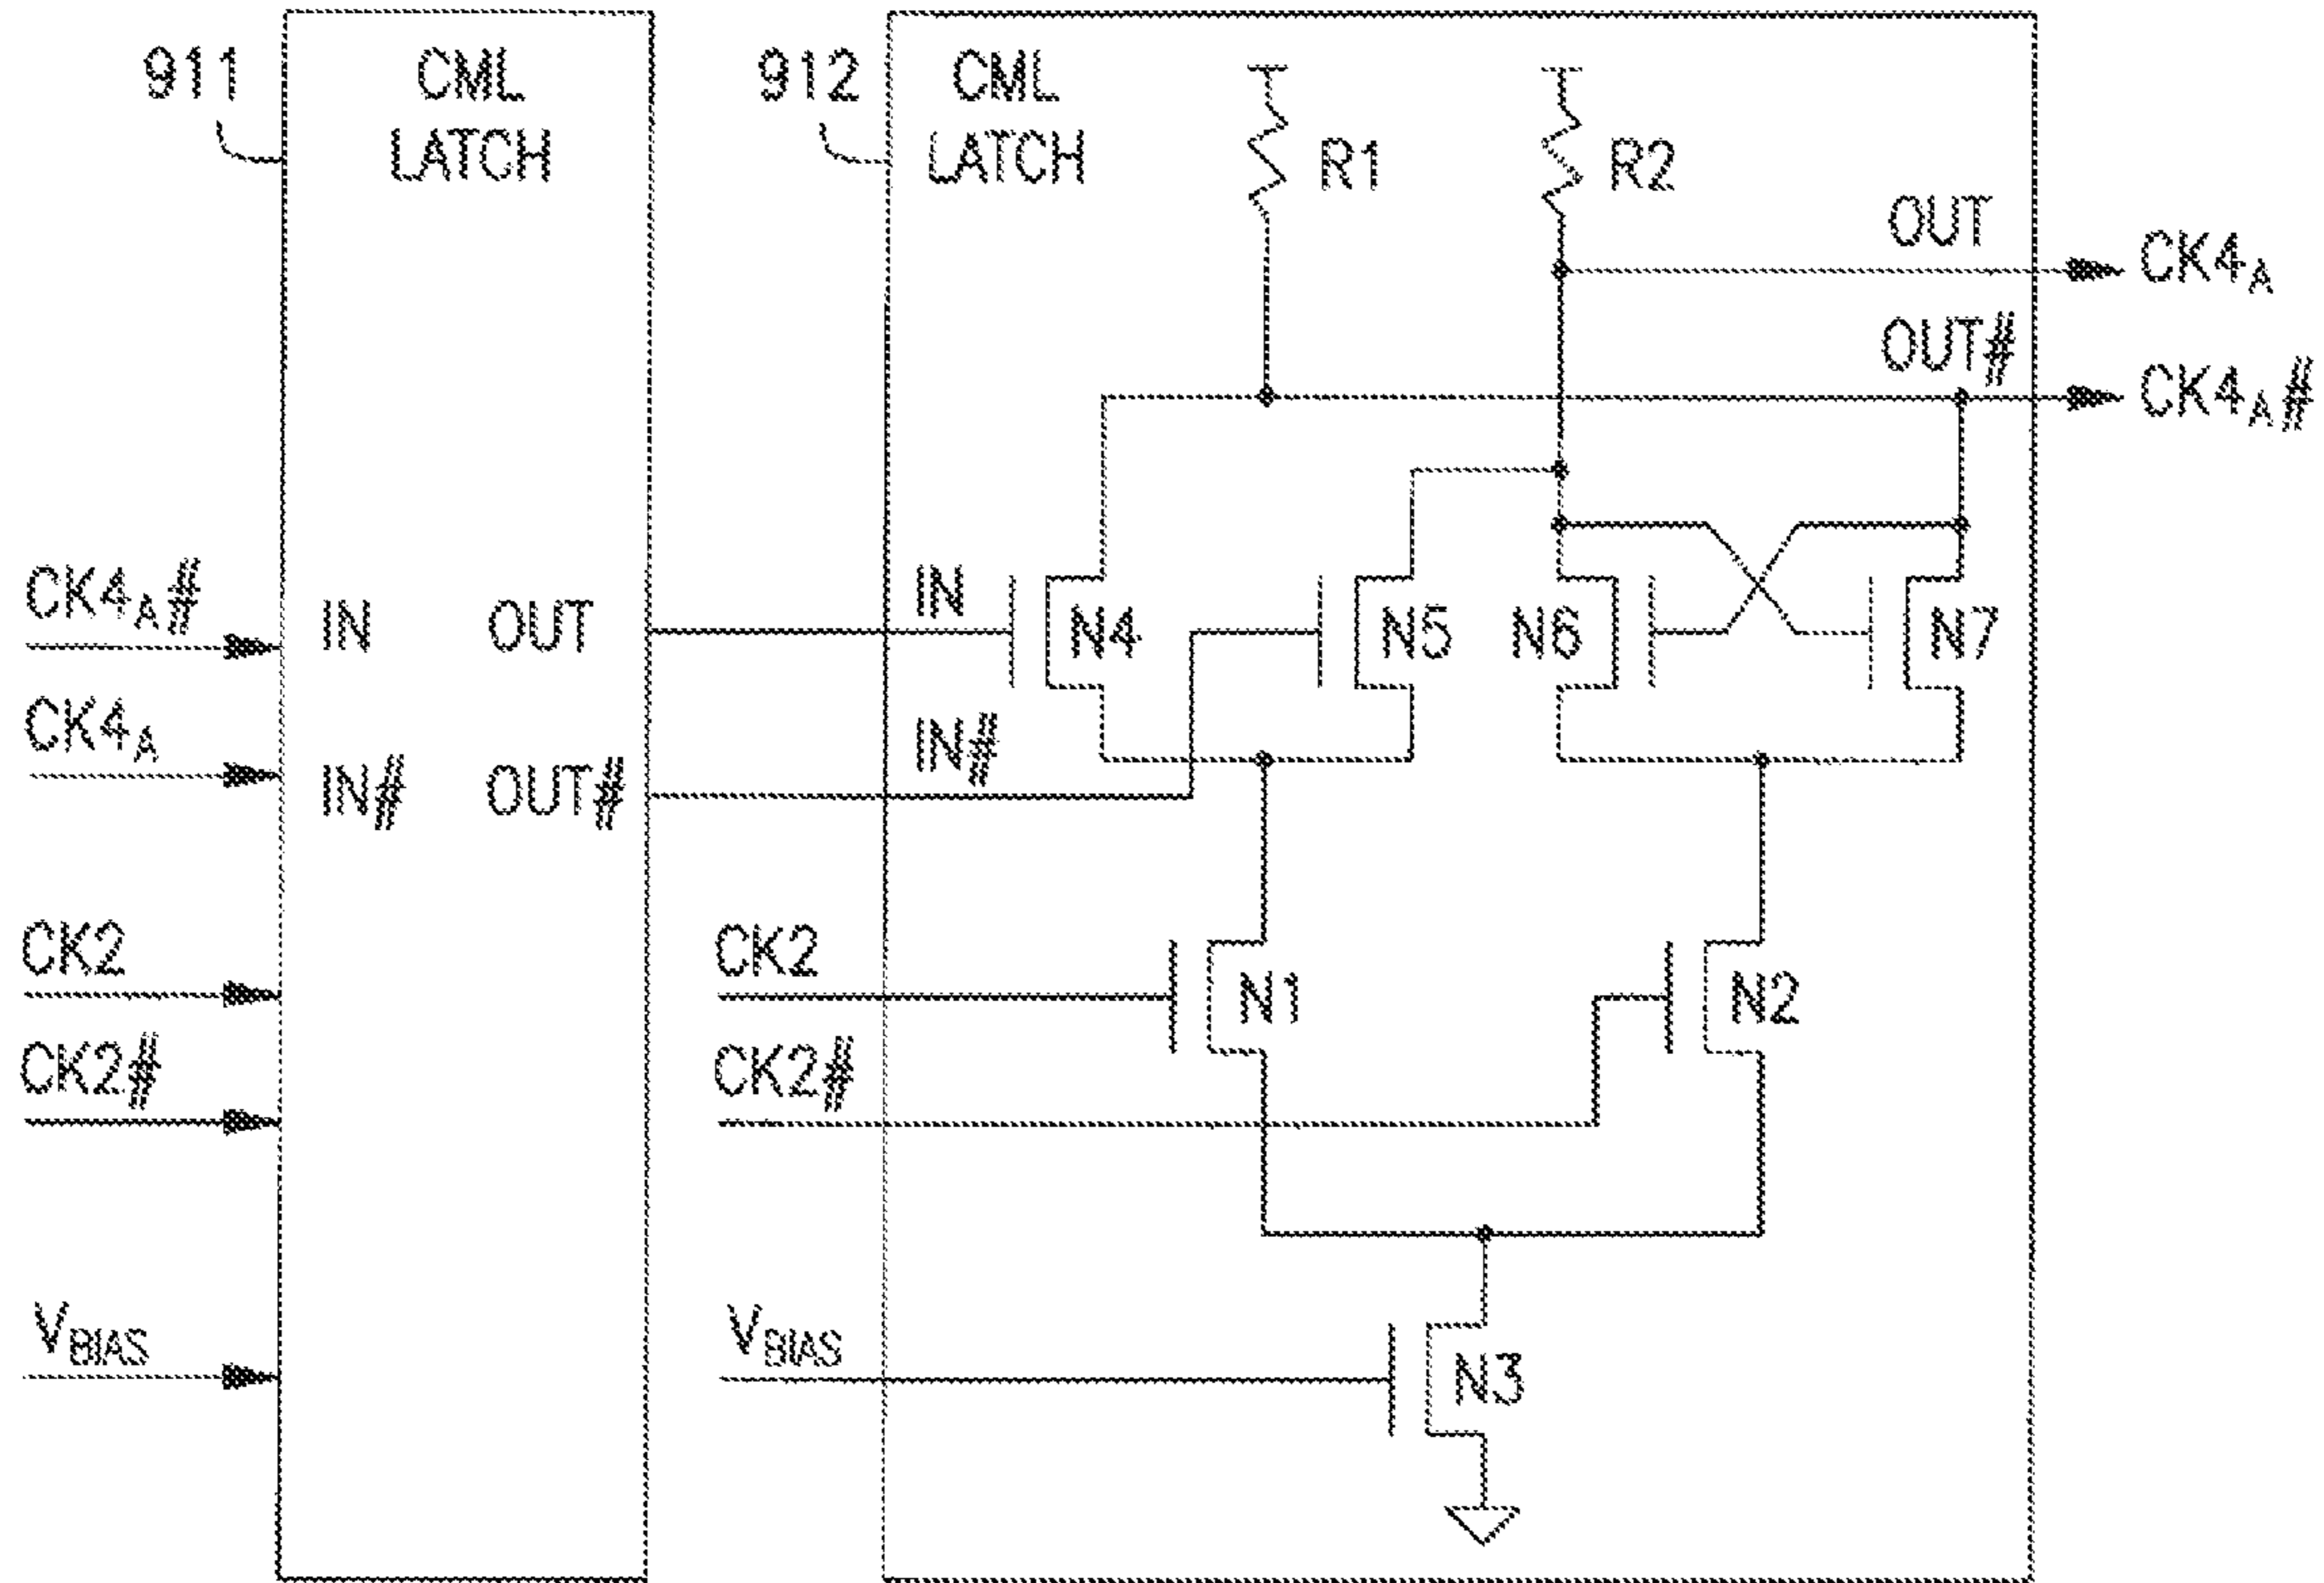 911
CML
LATCH
912
CML
LATCH
R1
R2
OUT
CK4A
OUT#
CK4A#
CK4A#
IN
OUT
IN
N4
N5
N6
N7
CK4A
IN#
OUT#
IN#
CK2
CK2
N1
N2
CK2#
CK2#
VBIAS
VBIAS
N3